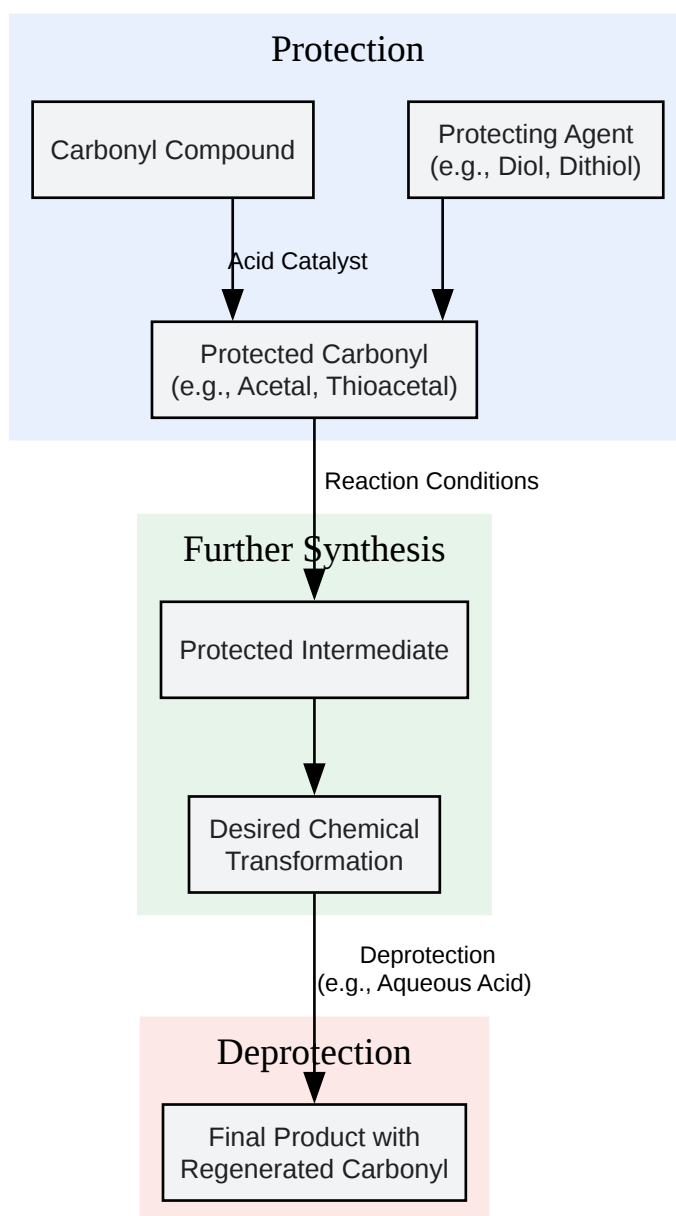 Protection
Carbonyl Compound
Protecting Agent
(e.g., Diol, Dithiol)
Acid Catalyst
Protected Carbonyl
(e.g., Acetal, Thioacetal)
Reaction Conditions
Further Synthesis
Protected Intermediate
Desired Chemical
Transformation
Deprotection
(e.g., Aqueous Acid)
Deprotection
Final Product with
Regenerated Carbonyl